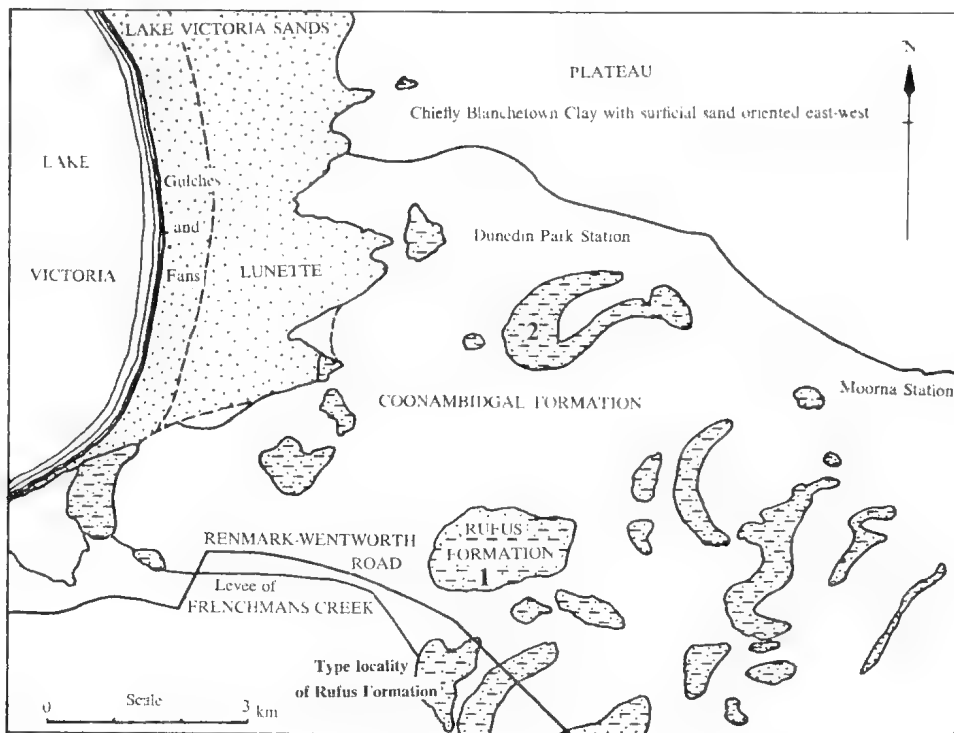 LAKE VICTORIA SANDS
N
PLATEAU
Chiefly Blanchetown Clay with surficial sand oriented east-west
LAKE
Gulches
and
Dunedin Park Station
VICTORIA
Fans
LUNETTE
2
Moorna Station
COONAMBIDGAL FORMATION
RENMARK-WENTWORTH
ROAD
RUFUS
FORMATION
1
Levee of
FRENCHMANS CREEK
Type locality
of Rufus Formation
0 Scale 3 km